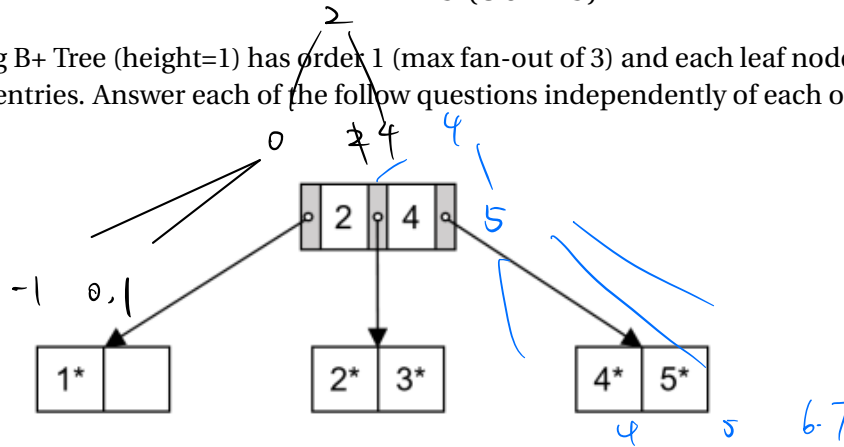 2
g B+ Tree (height=1) has order 1 (max fan-out of 3) and each leaf node
entries. Answer each of the follow questions independently of each o
0 4 4
2 4 5
-1 0,1
1* 2* 3* 4* 5*
4 5 6.7